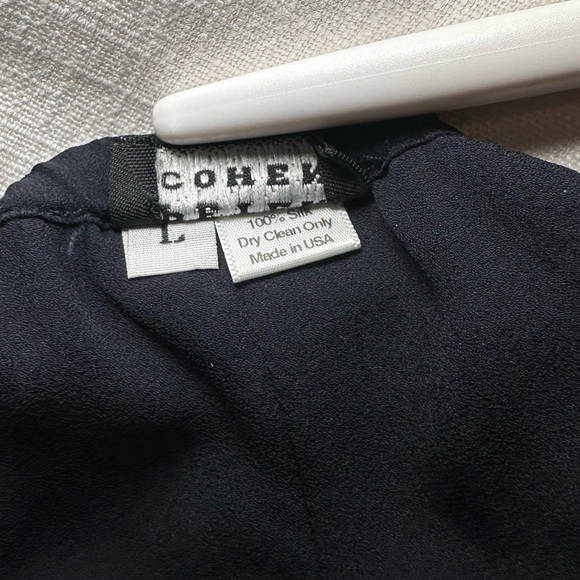 COHEN
L
100% Silk
Dry Clean Only
Made in USA